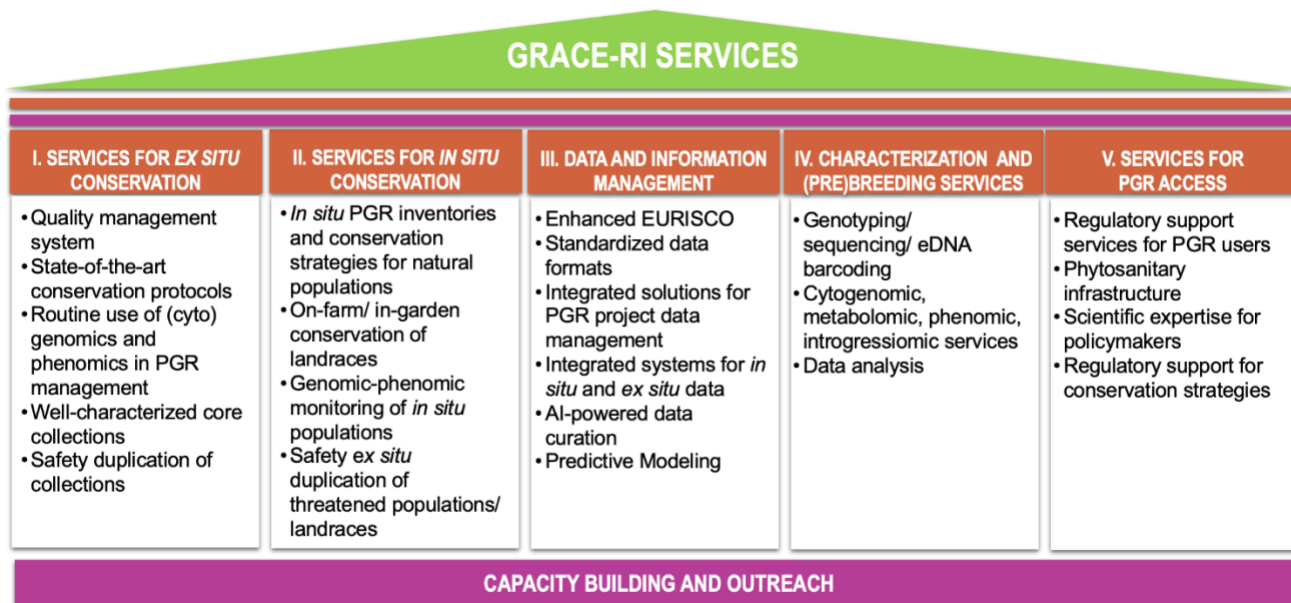 GRACE-RI SERVICES
I. SERVICES FOR EX SITU
CONSERVATION
• Quality management
system
• State-of-the-art
conservation protocols
• Routine use of (cyto)
genomics and
phenomics in PGR
management
• Well-characterized core
collections
• Safety duplication of
collections
II. SERVICES FOR IN SITU
CONSERVATION
• In situ PGR inventories
and conservation
strategies for natural
populations
• On-farm/ in-garden
conservation of
landraces
• Genomic-phenomic
monitoring of in situ
populations
• Safety ex situ
duplication of
threatened populations/
landraces
III. DATA AND INFORMATION
MANAGEMENT
• Enhanced EURISCO
• Standardized data
formats
• Integrated solutions for
PGR project data
management
• Integrated systems for in
situ and ex situ data
• AI-powered data
curation
• Predictive Modeling
IV. CHARACTERIZATION AND
(PRE)BREEDING SERVICES
• Genotyping/
sequencing/ eDNA
barcoding
• Cytogenomic,
metabolomic, phenomic,
introgressiomic services
• Data analysis
V. SERVICES FOR
PGR ACCESS
• Regulatory support
services for PGR users
• Phytosanitary
infrastructure
• Scientific expertise for
policymakers
• Regulatory support for
conservation strategies
CAPACITY BUILDING AND OUTREACH